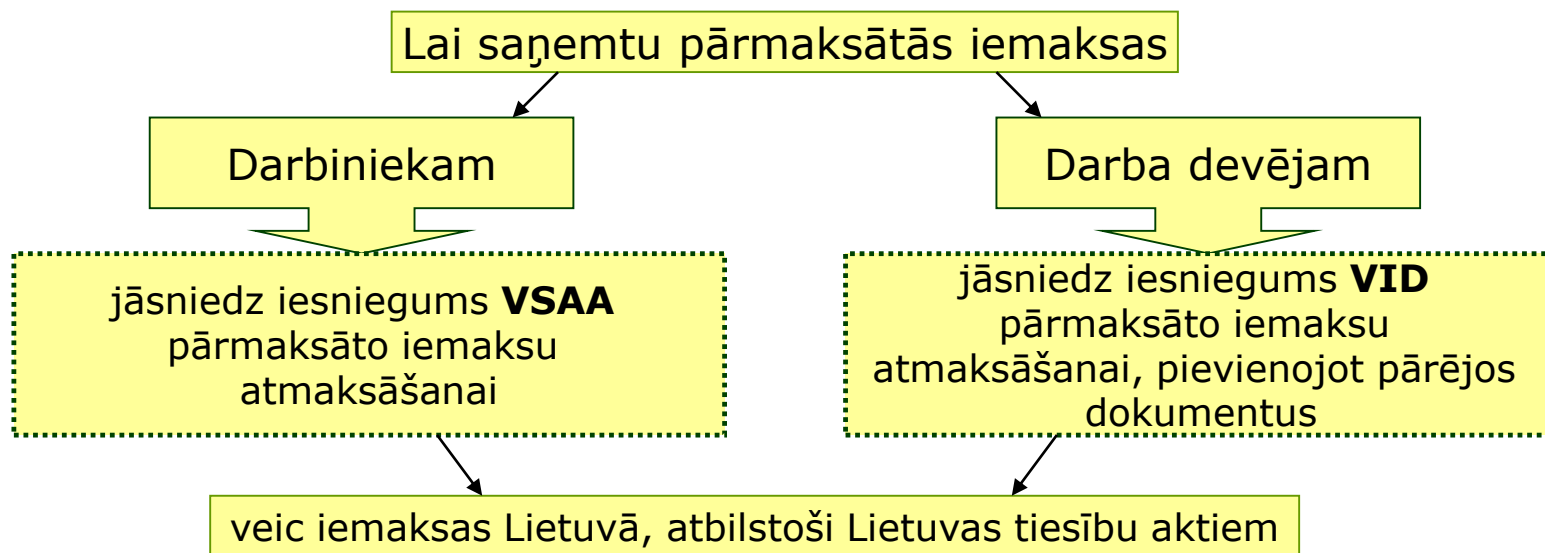 Lai saņemtu pārmaksātās iemaksas
Darbiniekam
Darba devējam
jāsniedz iesniegums VSAA
pārmaksāto iemaksu
atmaksāšanai
jāsniedz iesniegums VID
pārmaksāto iemaksu
atmaksāšanai, pievienojot pārējos
dokumentus
veic iemaksas Lietuvā, atbilstoši Lietuvas tiesību aktiem